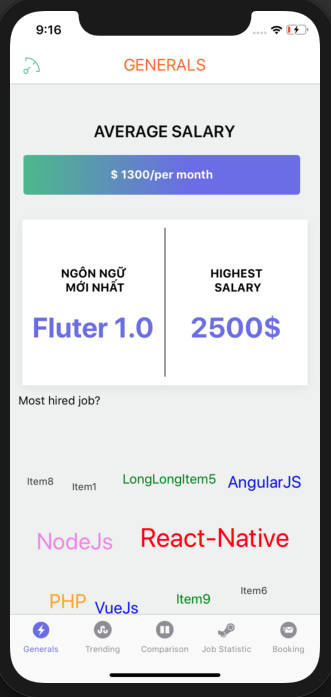 9:16
GENERALS
AVERAGE SALARY
$ 1300/per month
NGÔN NGỮ
MỚI NHẤT
Fluter 1.0
HIGHEST
SALARY
2500$
Most hired job?
Item8
Item1
LongLongItem5
AngularJS
NodeJs
React-Native
PHP
VueJs
Item9
Item6
Generals
Trending
Comparison
Job Statistic
Booking